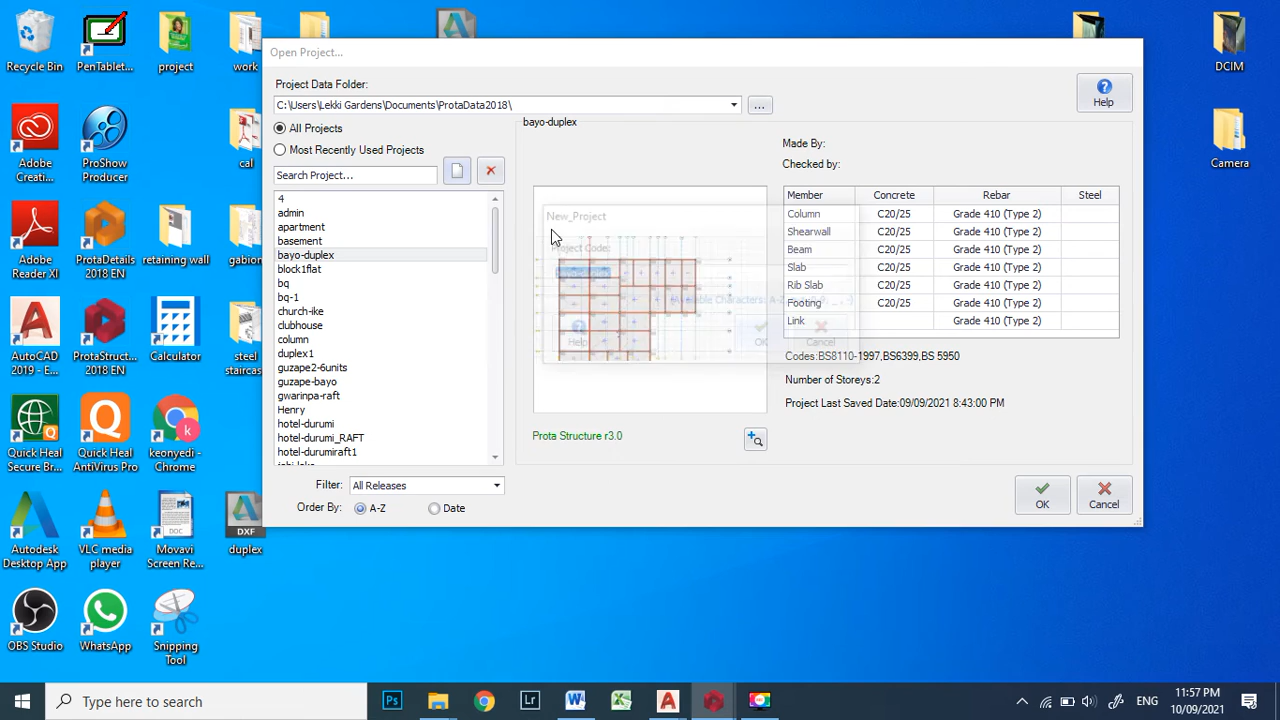 Recycle Bin
PenTablet...
project
work
DCIM
Adobe
Creati...
ProShow
Producer
cal
Camera
Adobe
Reader XI
ProtaDetails
2018 EN
retaining wall
gabion
AutoCAD
2019 - E...
ProtaStruct...
2018 EN
Calculator
steel
staircas
Quick Heal
Secure Br...
Quick Heal
AntiVirus Pro
keonyedi -
Chrome
Autodesk
Desktop App
VLC media
player
DOC
Movavi
Screen Re...
DXF
duplex
OBS Studio
WhatsApp
Snipping
Tool
Open Project...
Project Data Folder:
C:\Users\Lekki Gardens\Documents\ProtaData2018\
...
Help
All Projects
Most Recently Used Projects
Search Project...
4
admin
apartment
basement
bayo-duplex
block1flat
bq
bq-1
church-ike
clubhouse
column
duplex1
guzape2-6units
guzape-bayo
gwarinpa-raft
Henry
hotel-durumi
hotel-durumi_RAFT
hotel-durumiraft1
Filter: All Releases
Order By: A-Z Date
bayo-duplex
New_Project
Project Code:
Help
OK
Cancel
Prota Structure r3.0
Made By:
Checked by:
Member Concrete Rebar Steel
Column C20/25 Grade 410 (Type 2)
Shearwall C20/25 Grade 410 (Type 2)
Beam C20/25 Grade 410 (Type 2)
Slab C20/25 Grade 410 (Type 2)
Rib Slab C20/25 Grade 410 (Type 2)
Footing C20/25 Grade 410 (Type 2)
Link Grade 410 (Type 2)
Codes:BS8110-1997,BS6399,BS 5950
Number of Storeys:2
Project Last Saved Date:09/09/2021 8:43:00 PM
OK
Cancel
Type here to search
Ps
Lrc
ENG
11:57 PM
10/09/2021